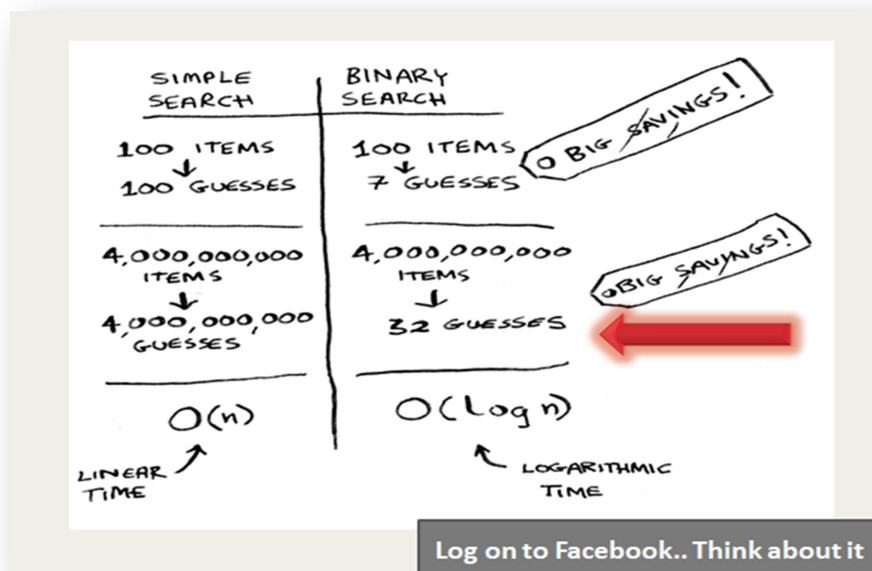 SIMPLE
SEARCH
BINARY
SEARCH
100 ITEMS
100 GUESSES
100 ITEMS
7 GUESSES
BIG SAVINGS!
4,000,000,000
ITEMS
4,000,000,000
GUESSES
4,000,000,000
ITEMS
32 GUESSES
BIG SAVINGS!
O(n)
O(log n)
LINEAR
TIME
LOGARITHMIC
TIME
Log on to Facebook.. Think about it